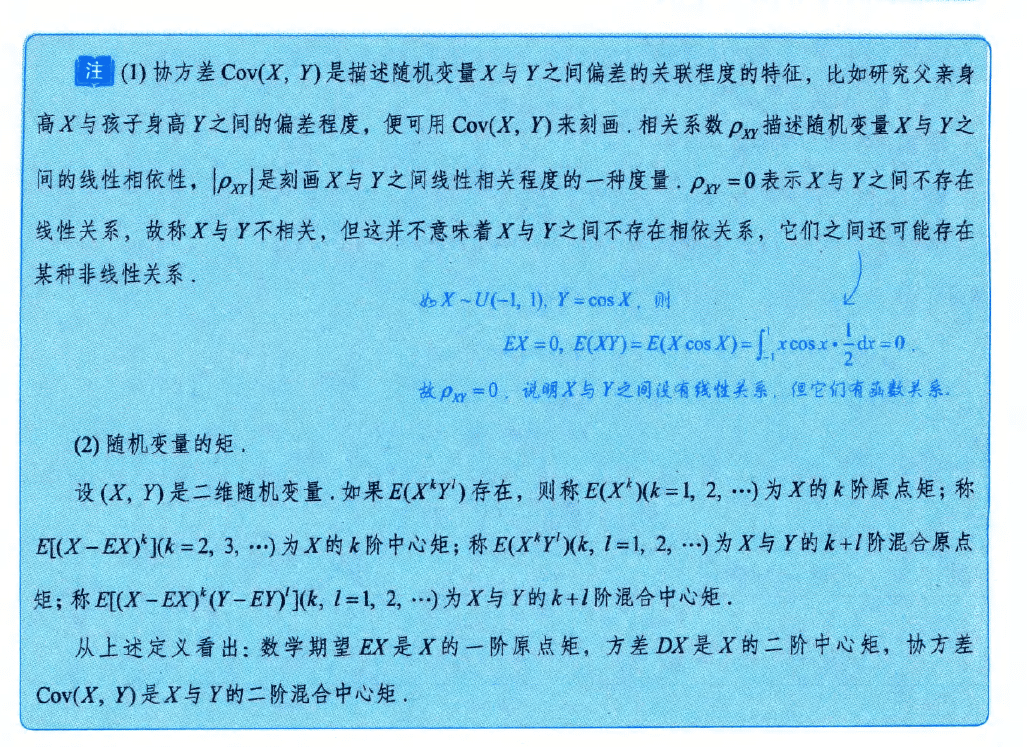 注 (1) 协方差 Cov(X, Y) 是描述随机变量 X 与 Y 之间偏差的关联程度的特征，比如研究父亲身
高 X 与孩子身高 Y 之间的偏差程度，便可用 Cov(X, Y) 来刻画．相关系数 ρ_{XY} 描述随机变量 X 与 Y 之
间的线性相依性，|ρ_{XY}| 是刻画 X 与 Y 之间线性相关程度的一种度量．ρ_{XY} = 0 表示 X 与 Y 之间不存在
线性关系，故称 X 与 Y 不相关，但这并不意味着 X 与 Y 之间不存在相依关系，它们之间还可能存在
某种非线性关系．
如 X ~ U(-1, 1), Y = cos X，则
EX = 0, E(XY) = E(X cos X) = ∫_{-1}^{1} x cos x · \frac{1}{2} dx = 0．
故 ρ_{XY} = 0．说明 X 与 Y 之间没有线性关系，但它们有函数关系．
(2) 随机变量的矩．
设 (X, Y) 是二维随机变量．如果 E(X^k Y^l) 存在，则称 E(X^k)(k = 1, 2, …) 为 X 的 k 阶原点矩；称
E[(X - EX)^k](k = 2, 3, …) 为 X 的 k 阶中心矩；称 E(X^k Y^l)(k, l = 1, 2, …) 为 X 与 Y 的 k + l 阶混合原点
矩；称 E[(X - EX)^k (Y - EY)^l](k, l = 1, 2, …) 为 X 与 Y 的 k + l 阶混合中心矩．
从上述定义看出：数学期望 EX 是 X 的一阶原点矩，方差 DX 是 X 的二阶中心矩，协方差
Cov(X, Y) 是 X 与 Y 的二阶混合中心矩．